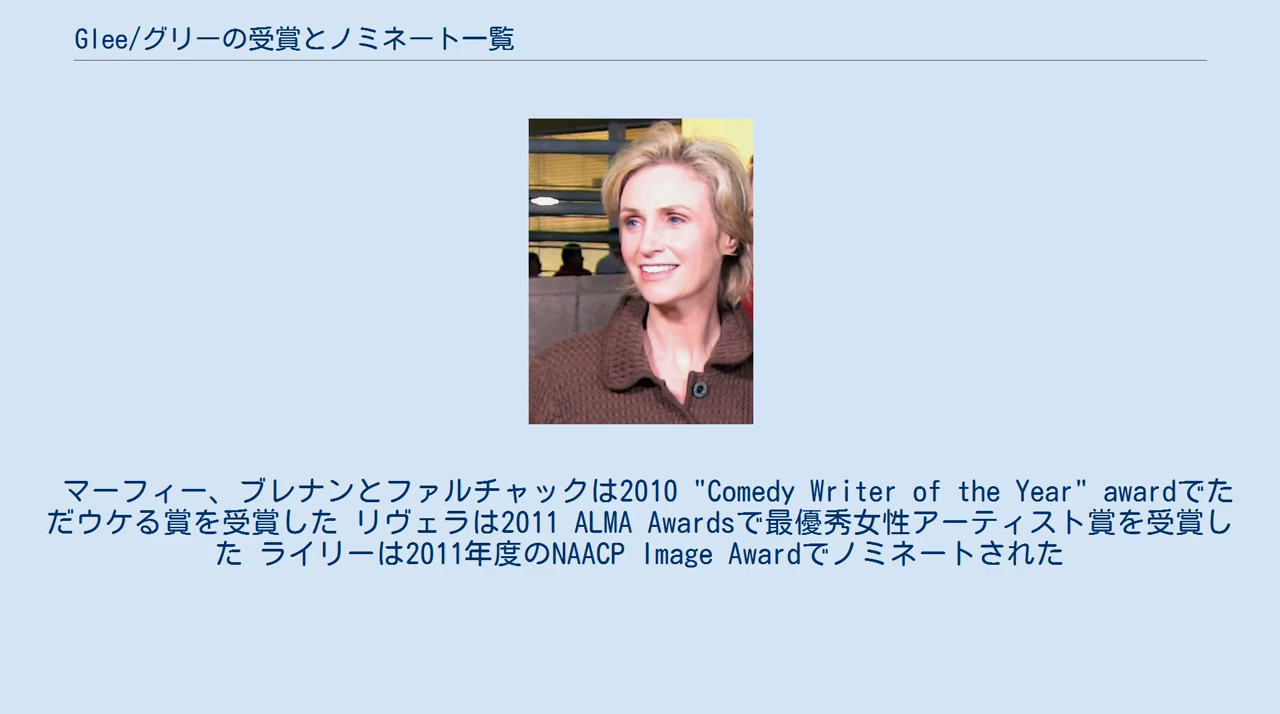 Glee/グリーの受賞とノミネート一覧
マーフィー、ブレナンとファルチャックは2010 "Comedy Writer of the Year" awardでた
だウケる賞を受賞した リヴェラは2011 ALMA Awardsで最優秀女性アーティスト賞を受賞し
た ライリーは2011年度のNAACP Image Awardでノミネートされた